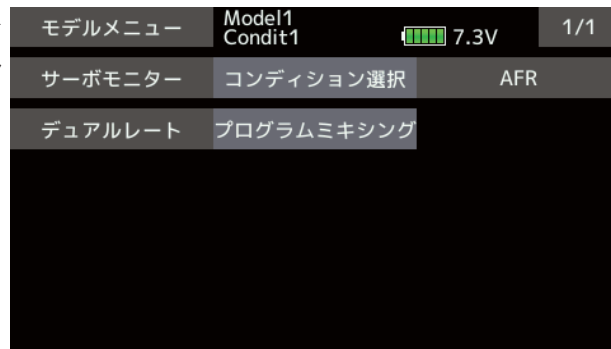 モデルメニュー
Model1
Condit1
7.3V
1/1
サーボモニター
コンディション選択
AFR
デュアルレート
プログラムミキシング